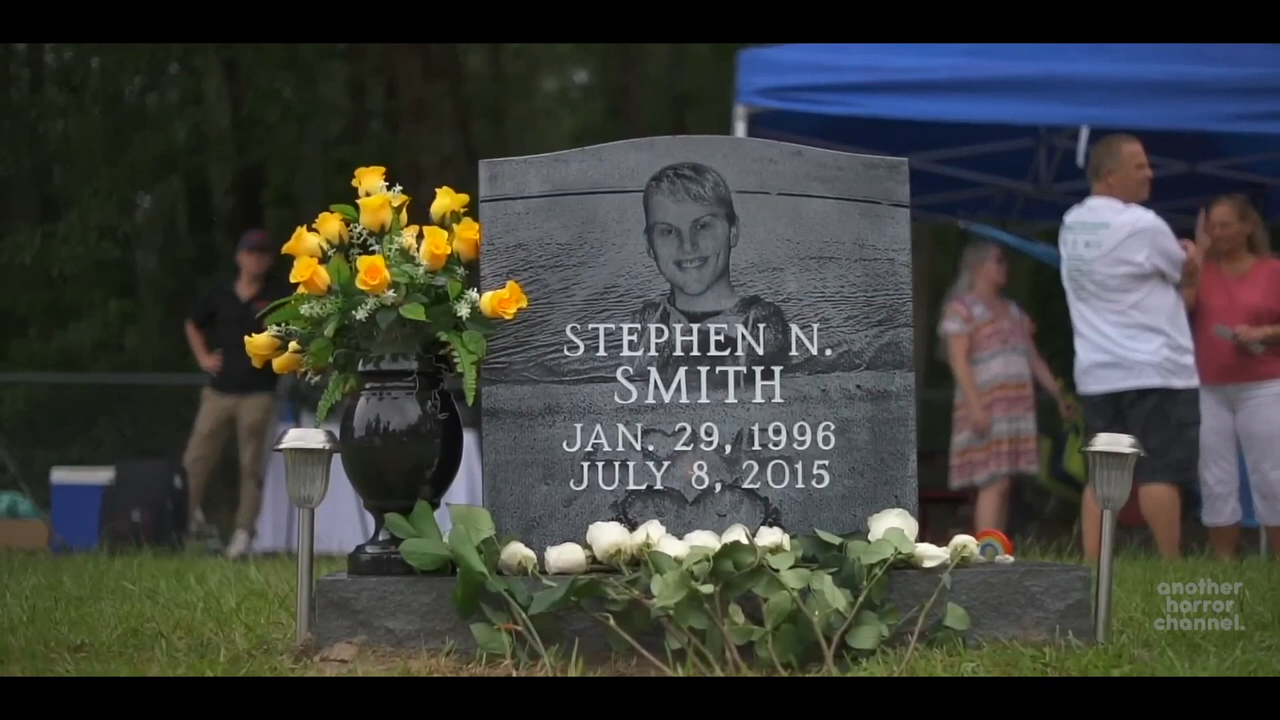 STEPHEN N.
SMITH
JAN. 29, 1996
JULY 8, 2015
another
horror
channel.